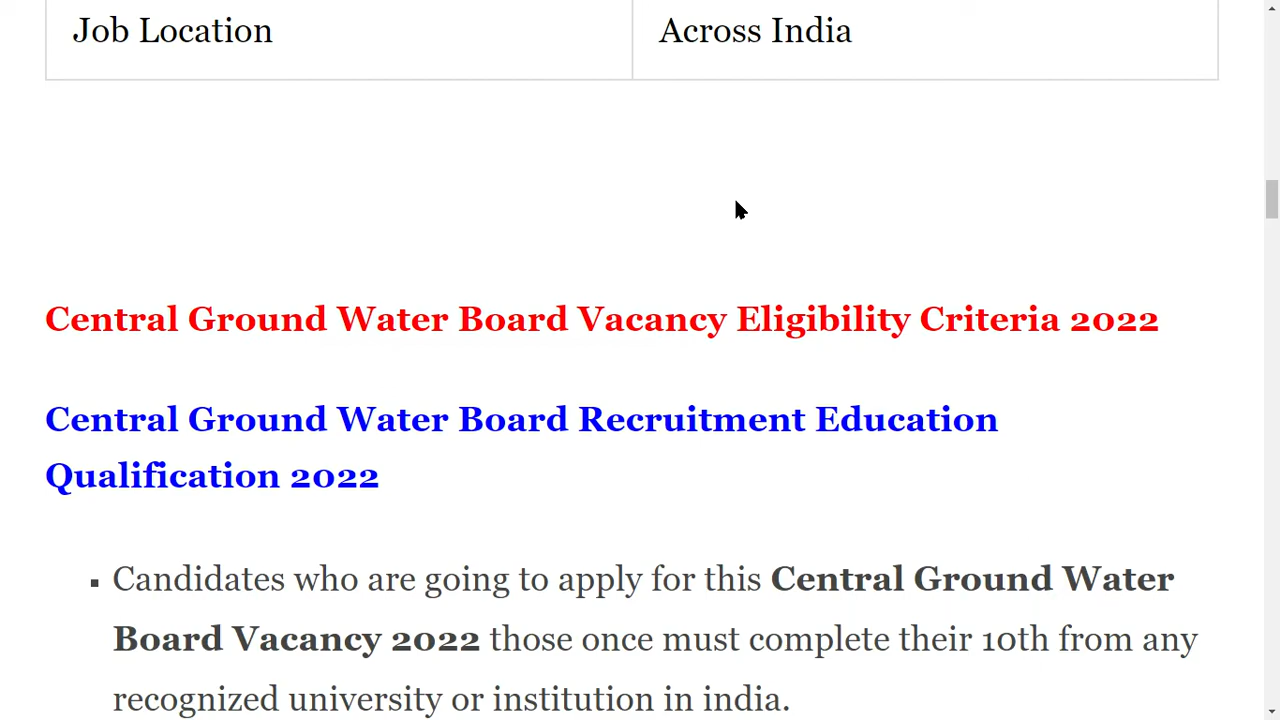 Job Location
Across India
Central Ground Water Board Vacancy Eligibility Criteria 2022
Central Ground Water Board Recruitment Education
Qualification 2022
▪ Candidates who are going to apply for this Central Ground Water
Board Vacancy 2022 those once must complete their 10th from any
recognized university or institution in india.